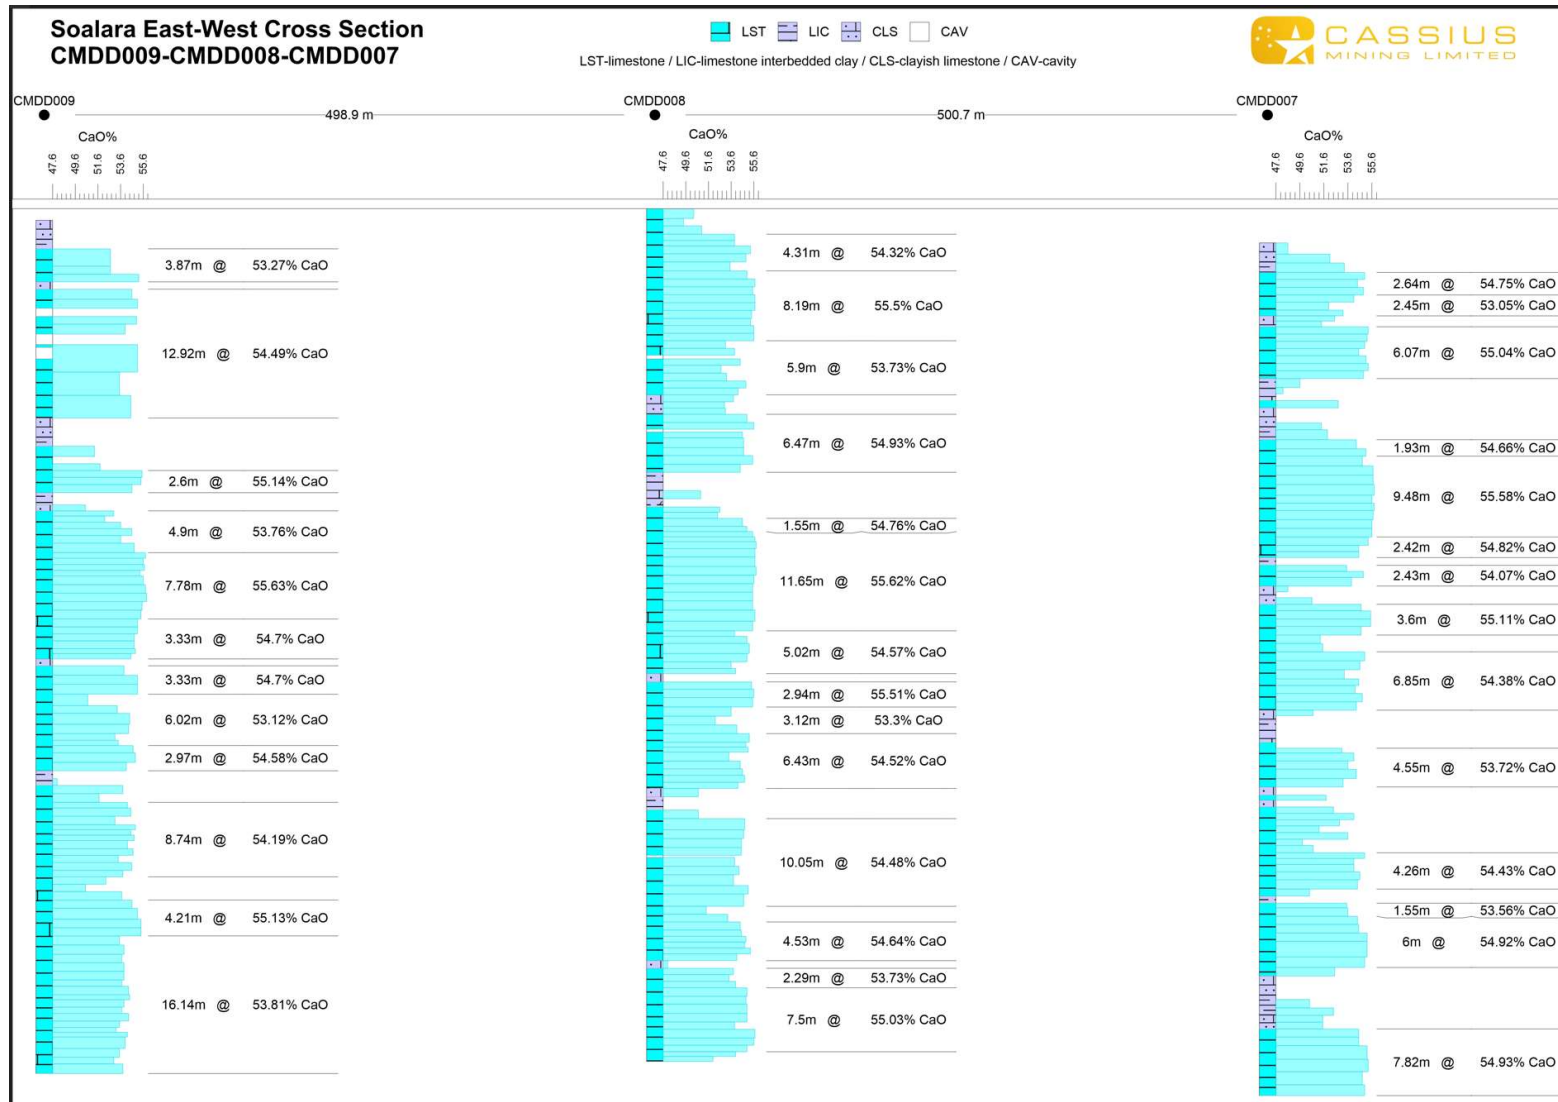 Soalara East-West Cross Section
CMDD009-CMDD008-CMDD007
LST LIC CLS CAV
LST-limestone / LIC-limestone interbedded clay / CLS-clayish limestone / CAV-cavity
CASSIUS
MINING LIMITED
CMDD009
498.9 m
CMDD008
500.7 m
CMDD007
CaO%
47.6 49.6 51.6 53.6 55.6
3.87m @ 53.27% CaO
12.92m @ 54.49% CaO
2.6m @ 55.14% CaO
4.9m @ 53.76% CaO
7.78m @ 55.63% CaO
3.33m @ 54.7% CaO
3.33m @ 54.7% CaO
6.02m @ 53.12% CaO
2.97m @ 54.58% CaO
8.74m @ 54.19% CaO
4.21m @ 55.13% CaO
16.14m @ 53.81% CaO
CaO%
47.6 49.6 51.6 53.6 55.6
4.31m @ 54.32% CaO
8.19m @ 55.5% CaO
5.9m @ 53.73% CaO
6.47m @ 54.93% CaO
1.55m @ 54.76% CaO
11.65m @ 55.62% CaO
5.02m @ 54.57% CaO
2.94m @ 55.51% CaO
3.12m @ 53.3% CaO
6.43m @ 54.52% CaO
10.05m @ 54.48% CaO
4.53m @ 54.64% CaO
2.29m @ 53.73% CaO
7.5m @ 55.03% CaO
CaO%
47.6 49.6 51.6 53.6 55.6
2.64m @ 54.75% CaO
2.45m @ 53.05% CaO
6.07m @ 55.04% CaO
1.93m @ 54.66% CaO
9.48m @ 55.58% CaO
2.42m @ 54.82% CaO
2.43m @ 54.07% CaO
3.6m @ 55.11% CaO
6.85m @ 54.38% CaO
4.55m @ 53.72% CaO
4.26m @ 54.43% CaO
1.55m @ 53.56% CaO
6m @ 54.92% CaO
7.82m @ 54.93% CaO